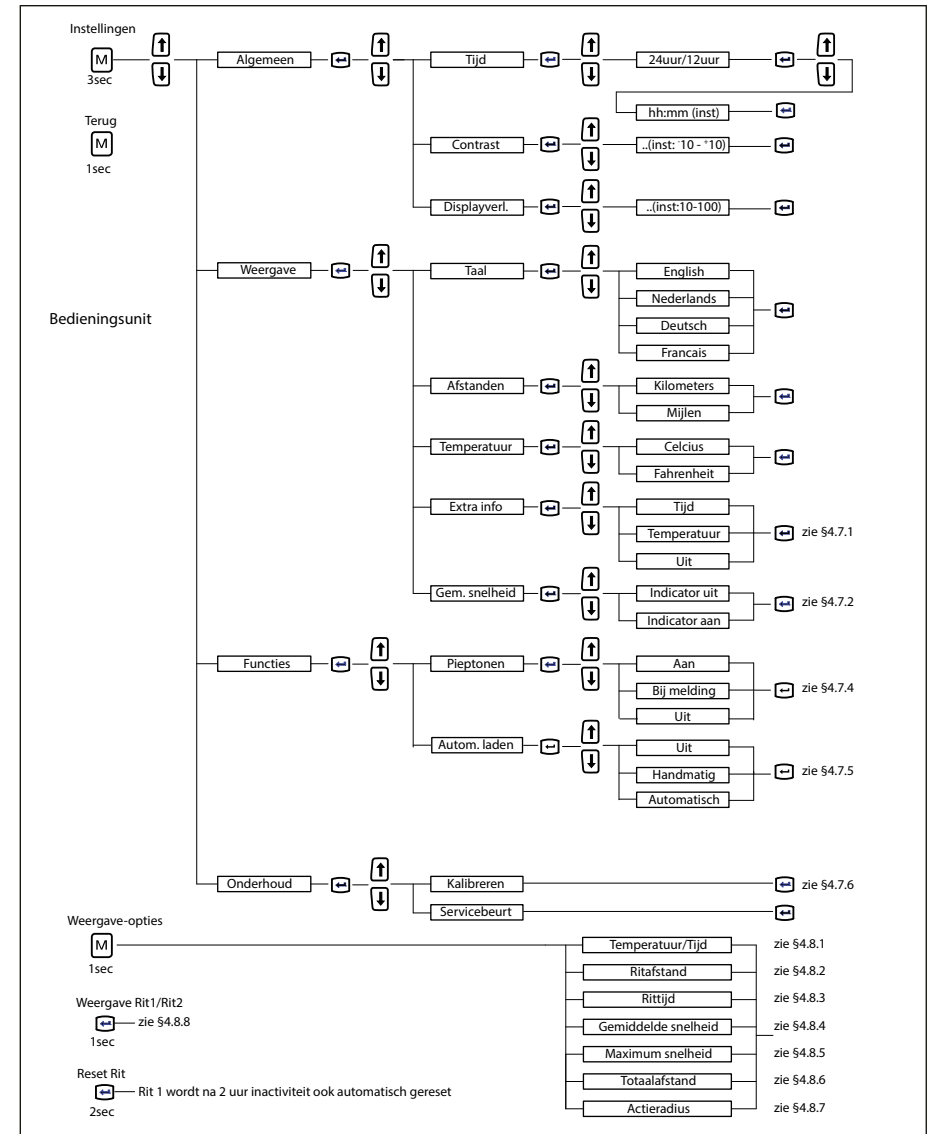 Instellingen
M
3sec
Algemeen
Tijd
24uur/12uur
hh:mm (inst)
Terug
M
1sec
Contrast
..(inst: -10 - +10)
Displayverl.
..(inst:10-100)
Bedieningsunit
Weergave
Taal
English
Nederlands
Deutsch
Francais
Afstanden
Kilometers
Mijlen
Temperatuur
Celcius
Fahrenheit
Extra info
Tijd
Temperatuur
Uit
zie §4.7.1
Gem. snelheid
Indicator uit
Indicator aan
zie §4.7.2
Functies
Pieptonen
Aan
Bij melding
Uit
zie §4.7.4
Autom. laden
Uit
Handmatig
Automatisch
zie §4.7.5
Onderhoud
Kalibreren
zie §4.7.6
Servicebeurt
Weergave-opties
M
1sec
Temperatuur/Tijd
zie §4.8.1
Ritafstand
zie §4.8.2
Rittijd
zie §4.8.3
Gemiddelde snelheid
zie §4.8.4
Maximum snelheid
zie §4.8.5
Totaalafstand
zie §4.8.6
Actieradius
zie §4.8.7
Weergave Rit1/Rit2
zie §4.8.8
1sec
Reset Rit
Rit 1 wordt na 2 uur inactiviteit ook automatisch gereset
2sec